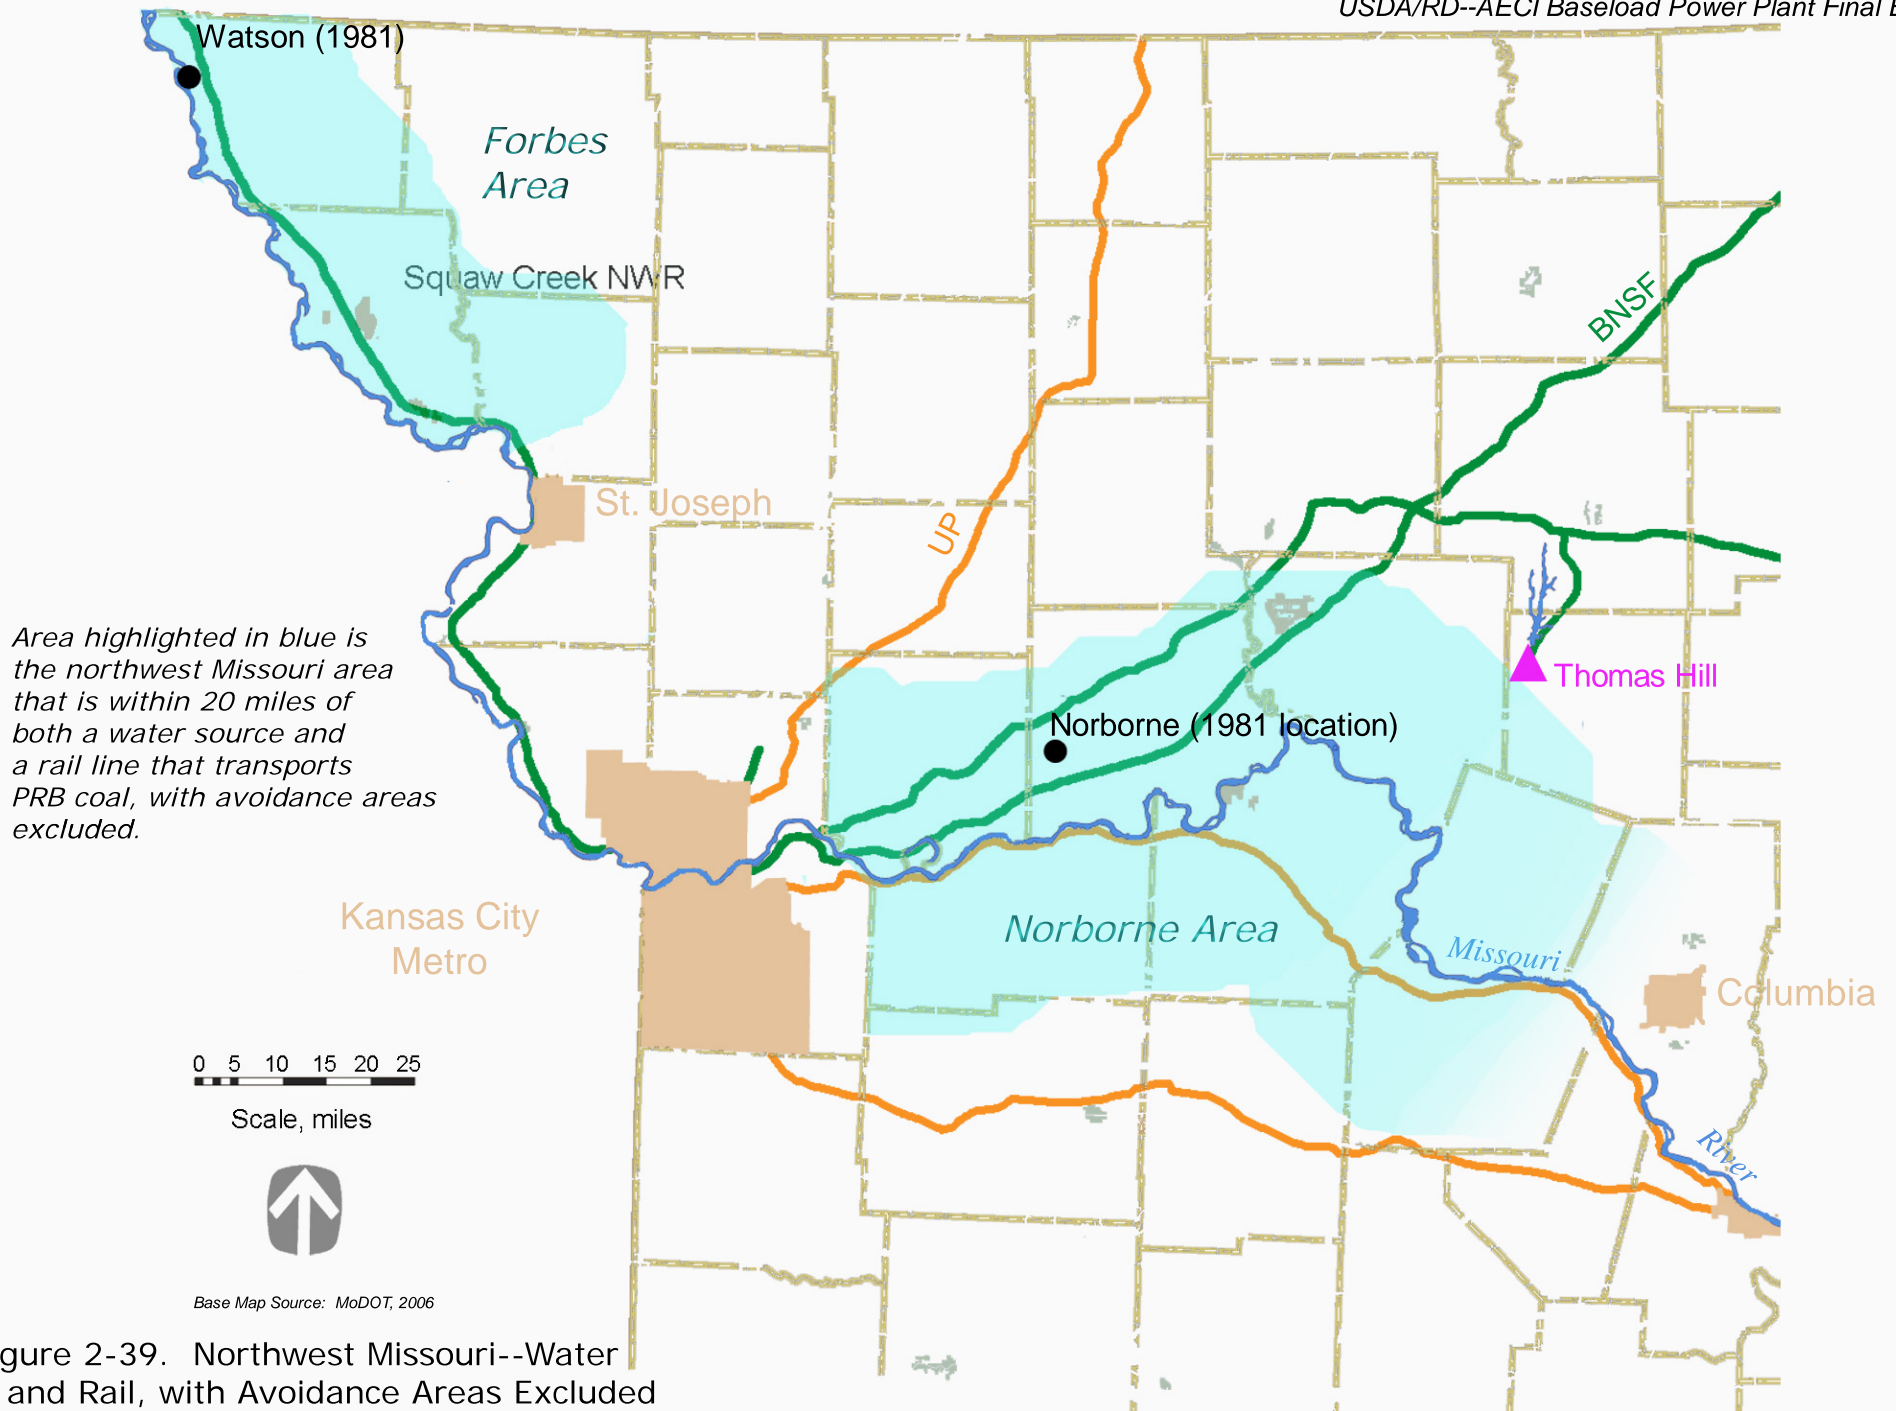 USDA/RD--AECI Baseload Power Plant Final E
Watson (1981)
Forbes
Area
Squaw Creek NWR
BNSF
St. Joseph
UP
Area highlighted in blue is
the northwest Missouri area
that is within 20 miles of
both a water source and
a rail line that transports
PRB coal, with avoidance areas
excluded.
Thomas Hill
Norborne (1981 location)
Kansas City
Metro
Norborne Area
Missouri
Columbia
0 5 10 15 20 25
Scale, miles
River
Base Map Source: MoDOT, 2006
gure 2-39. Northwest Missouri--Water
and Rail, with Avoidance Areas Excluded